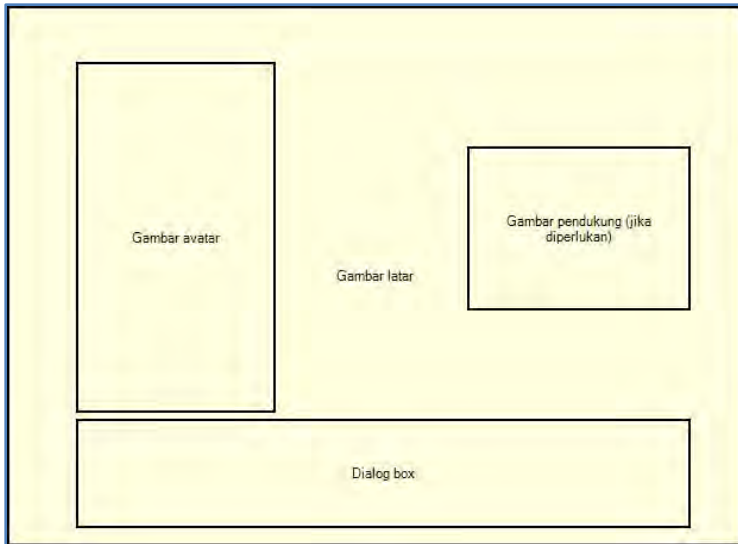 Gambar pendukung (jika
diperlukan)
Gambar avatar
Gambar latar
Dialog box